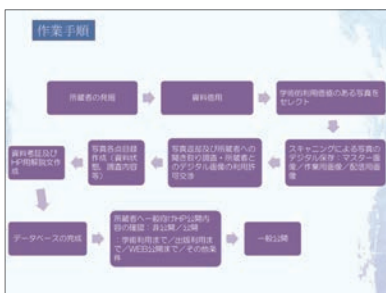 作業手順
所蔵者の発掘
資料借用
学術的利用価値のある写真を
セレクト
スキャニングによる写真の
デジタル保存：マスター画
像／作業用画像／配信用画
像
写真返却及び所蔵者への
聞き取り調査・所蔵者と
のデジタル画像の利用許
可交渉
写真各点目録
作成（資料状
態、調査内容
等）
資料考証及び
HP用解説文作
成
データベースの完成
所蔵者へ一般向けHP公開内
容の確認：非公開／公開
：学術利用まで／出版利用ま
で／WEB公開まで／その他条
件
一般公開